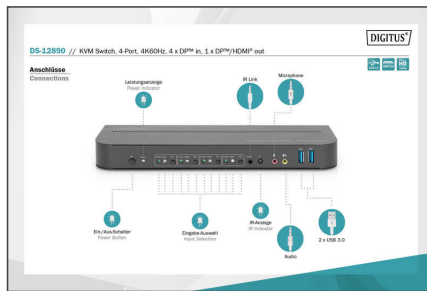 DIGITUS®
DS-12890 // KVM Switch, 4-Port, 4K60Hz, 4 x DP™ in, 1 x DP™/HDMI® out
Anschlüsse
Connections
Leistungsanzeige
Power Indicator
IR Link
Microphone
Ein-/Aus-Schalter
Power Button
Eingabe-Auswahl
Input Selection
IR-Anzeige
IR Indicator
Audio
2 x USB 3.0